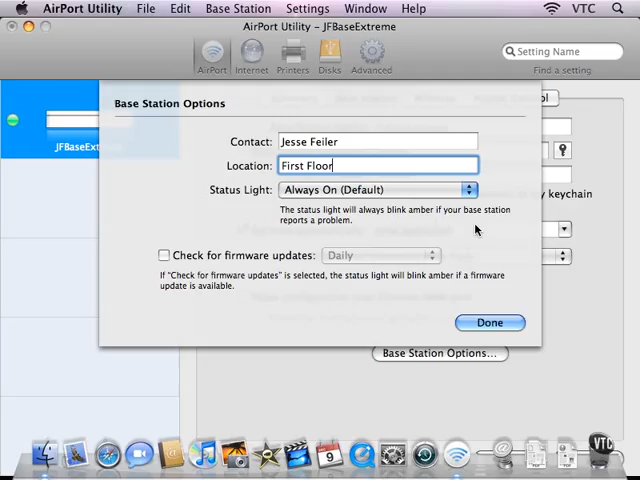 AirPort Utility File Edit Base Station Settings Window Help VTC
AirPort Utility - JFBaseExtreme
AirPort Internet Printers Disks Advanced
Setting Name
Find a setting
Base Station Options
Contact: Jesse Feiler
JFBaseExt
Location: First Floor
Status Light: Always On (Default)
my keychain
The status light will always blink amber if your base station
reports a problem.
Check for firmware updates: Daily
If "Check for firmware updates" is selected, the status light will blink amber if a firmware
update is available.
Done
Base Station Options...
9
VTC